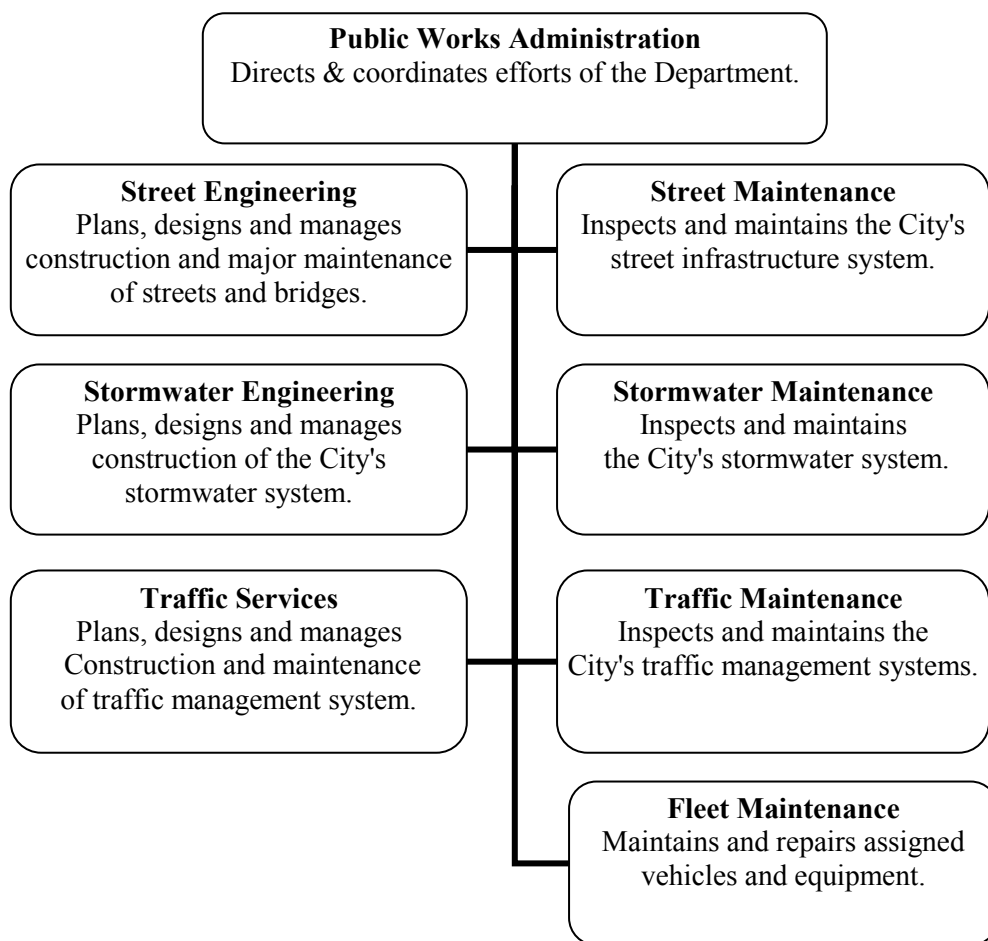 Public Works Administration
Directs & coordinates efforts of the Department.
Street Engineering
Plans, designs and manages
construction and major maintenance
of streets and bridges.
Street Maintenance
Inspects and maintains the City's
street infrastructure system.
Stormwater Engineering
Plans, designs and manages
construction of the City's
stormwater system.
Stormwater Maintenance
Inspects and maintains
the City's stormwater system.
Traffic Services
Plans, designs and manages
Construction and maintenance
of traffic management system.
Traffic Maintenance
Inspects and maintains the
City's traffic management systems.
Fleet Maintenance
Maintains and repairs assigned
vehicles and equipment.